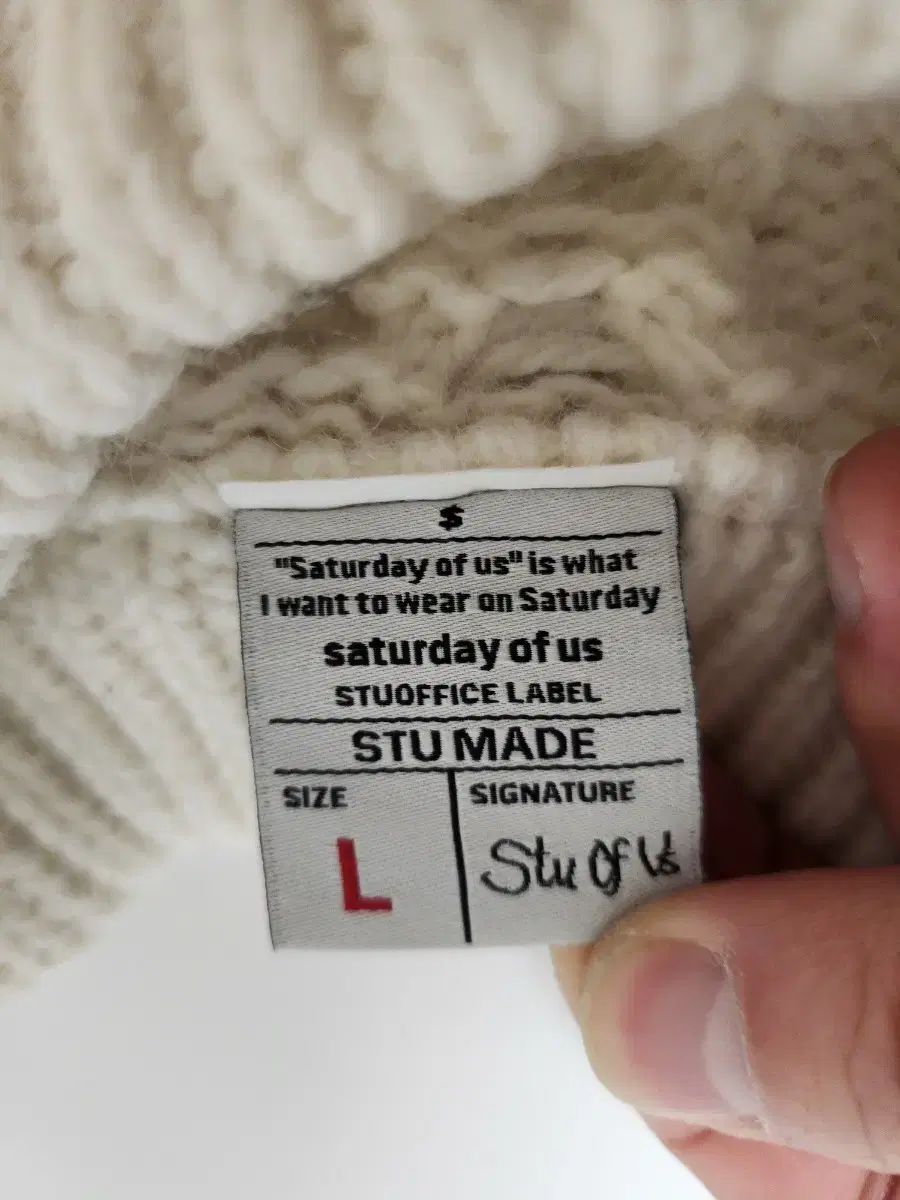 $
"Saturday of us" is what
I want to wear on Saturday
saturday of us
STUOFFICE LABEL
STU MADE
SIZE
L
SIGNATURE
Stu Of Us